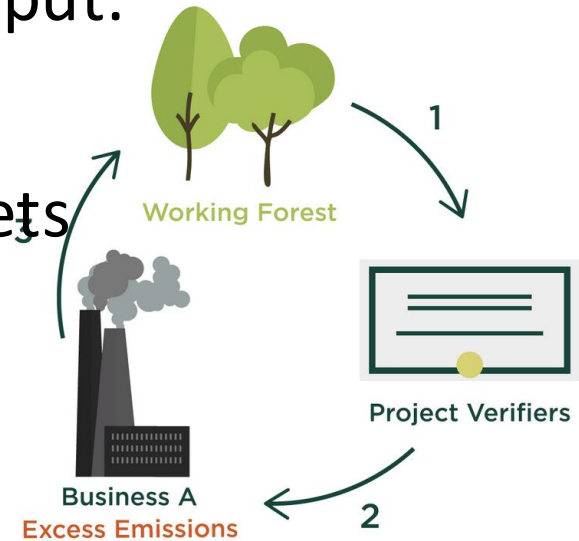 put.
1
Working Forest
ets
3
Project Verifiers
Business A
Excess Emissions
2